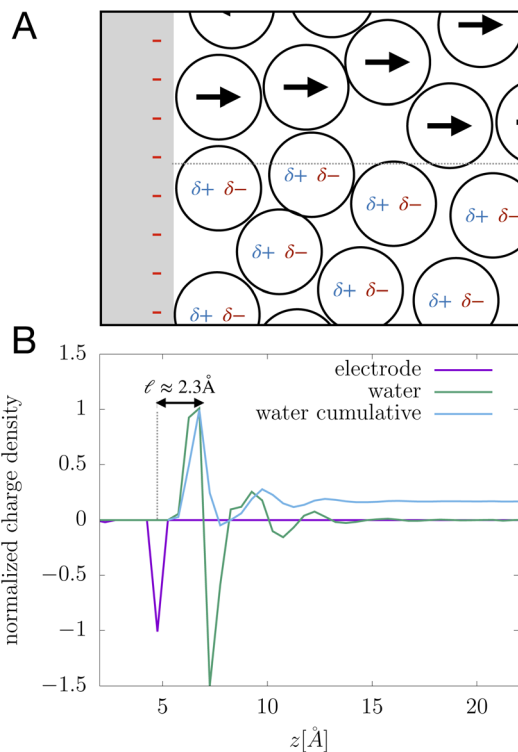 A
δ+ δ−
δ+ δ−
δ+ δ−
δ+ δ−
δ+ δ−
δ+ δ−
δ+ δ−
δ+ δ−
B
1.5
1
0.5
0
−0.5
−1
−1.5
normalized charge density
ℓ ≈ 2.3Å
electrode
water
water cumulative
5
10
15
20
z[Å]